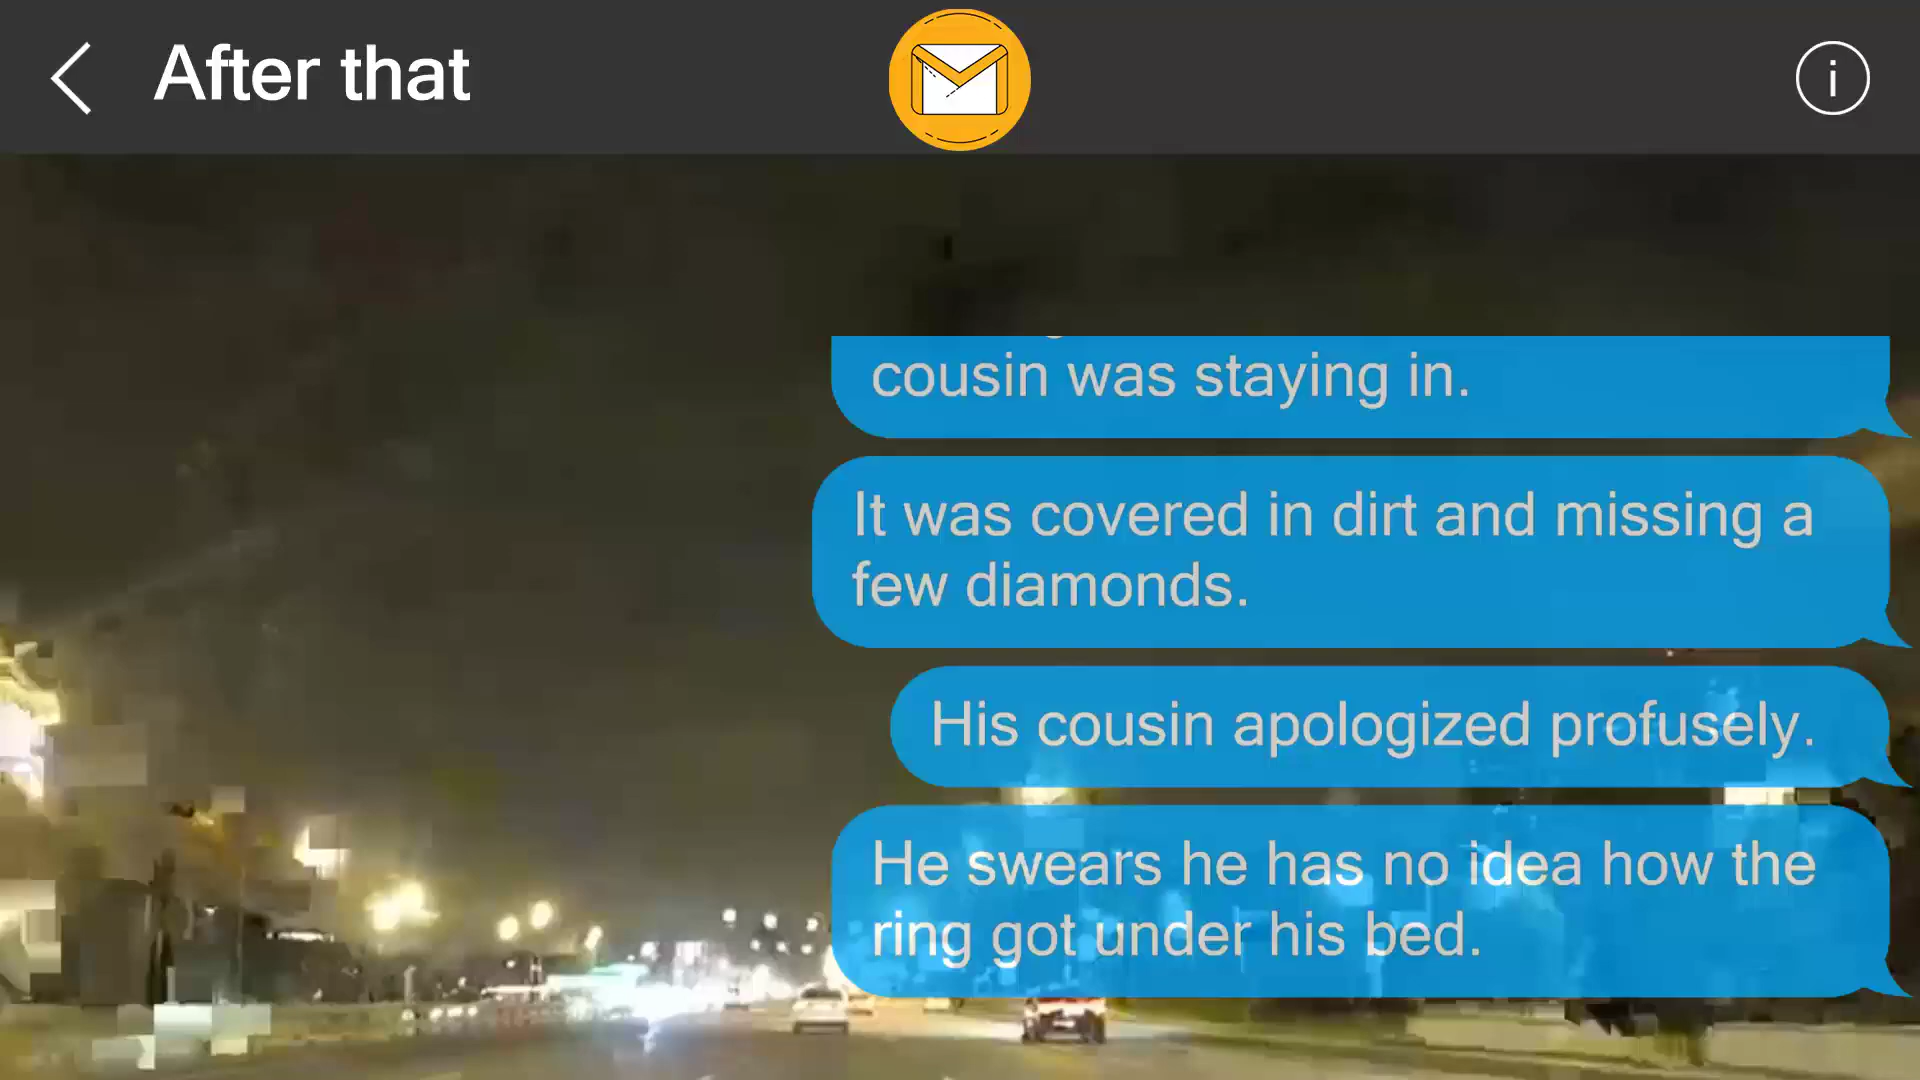 After that
cousin was staying in.
It was covered in dirt and missing a
few diamonds.
His cousin apologized profusely.
He swears he has no idea how the
ring got under his bed.